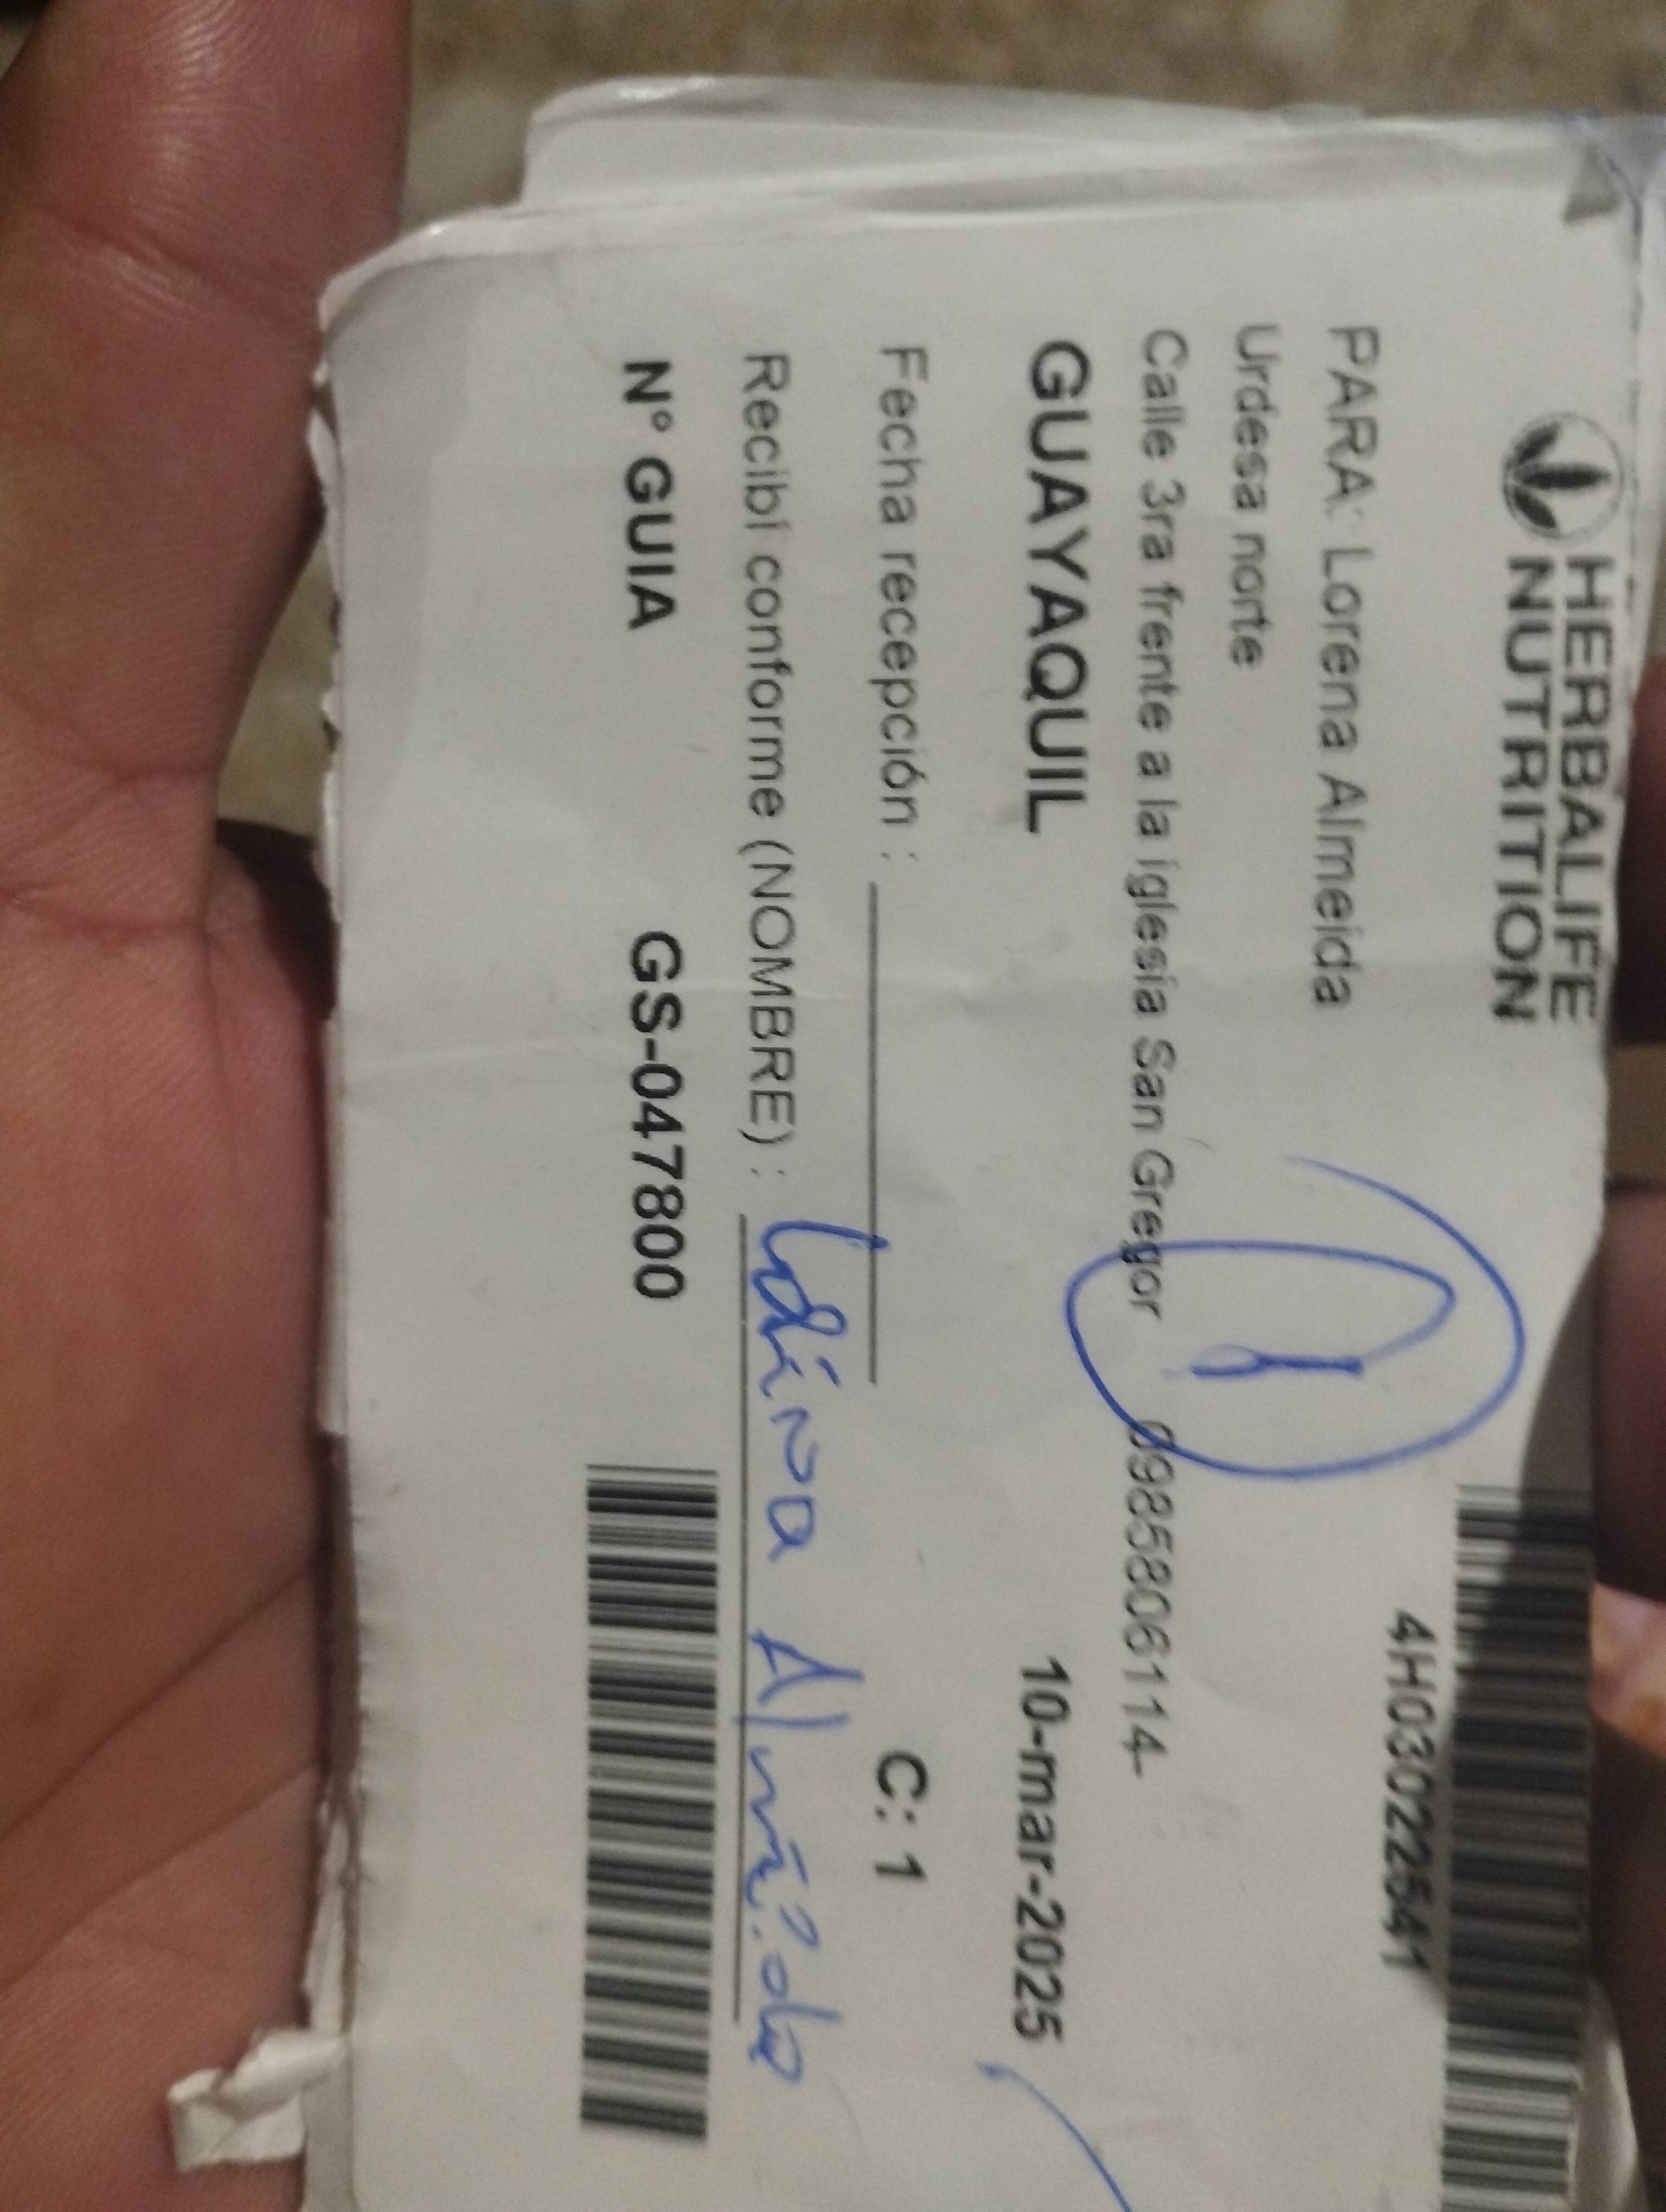 HERBALIFE
NUTRITION
4H03022541
PARA: Lorena Almeida
Urdesa norte
Calle 3ra frente a la iglesia San Gregor 0985806114-
GUAYAQUIL 10-mar-2025
Fecha recepción : C: 1
Recibí conforme (NOMBRE) :
N° GUIA GS-047800